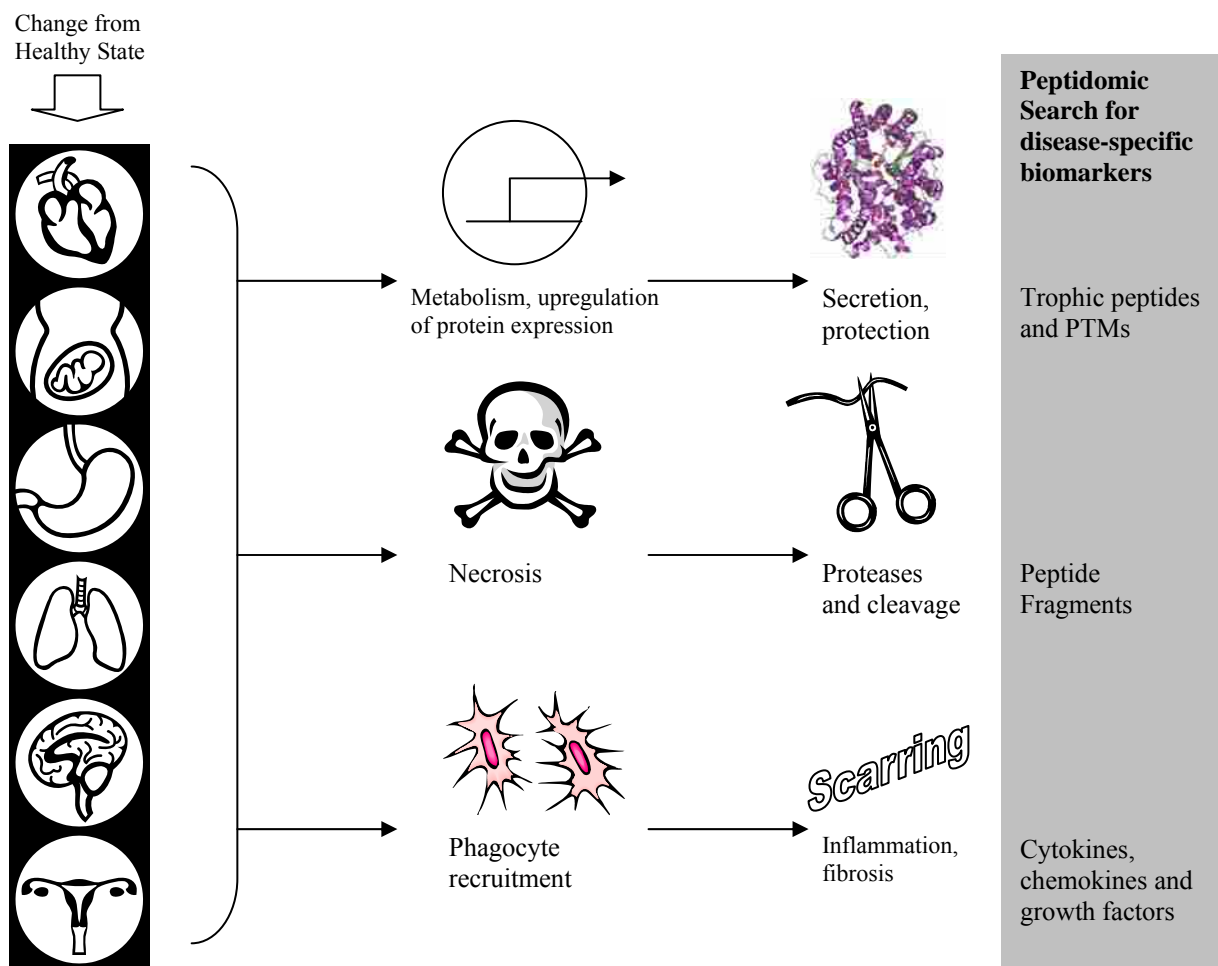 Change from
Healthy State
Peptidomic
Search for
disease-specific
biomarkers
Metabolism, upregulation
of protein expression
Secretion,
protection
Trophic peptides
and PTMs
Necrosis
Proteases
and cleavage
Peptide
Fragments
Scarring
Phagocyte
recruitment
Inflammation,
fibrosis
Cytokines,
chemokines and
growth factors